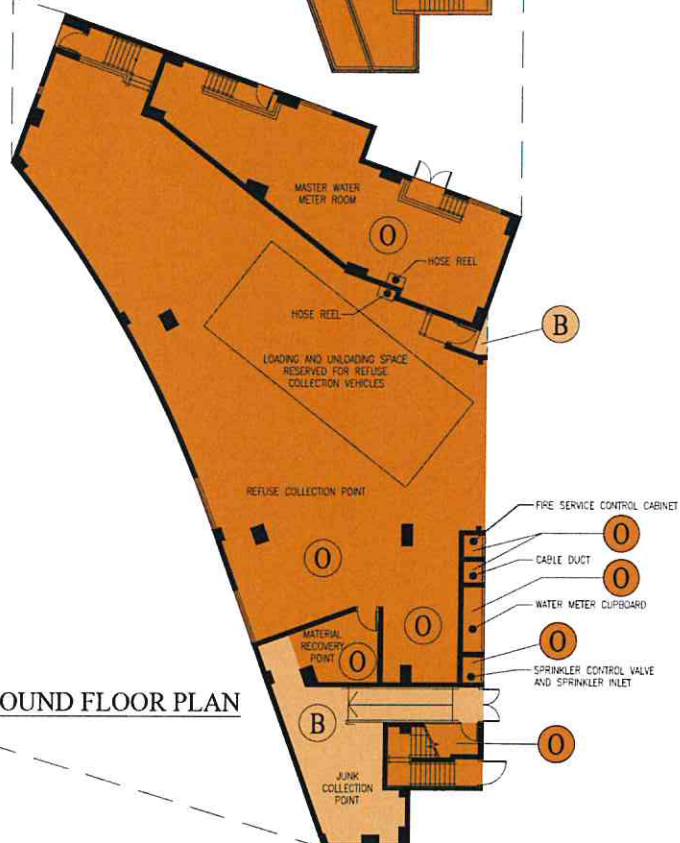 MASTER WATER
METER ROOM
O
HOSE REEL
HOSE REEL
B
LOADING AND UNLOADING SPACE
RESERVED FOR REFUSE
COLLECTION VEHICLES
REFUSE COLLECTION POINT
FIRE SERVICE CONTROL CABINET
O
CABLE DUCT
O
O
WATER METER CUPBOARD
O
MATERIAL
RECOVERY
POINT
O
O
SPRINKLER CONTROL VALVE
AND SPRINKLER INLET
OUND FLOOR PLAN
B
O
JUNK
COLLECTION
POINT